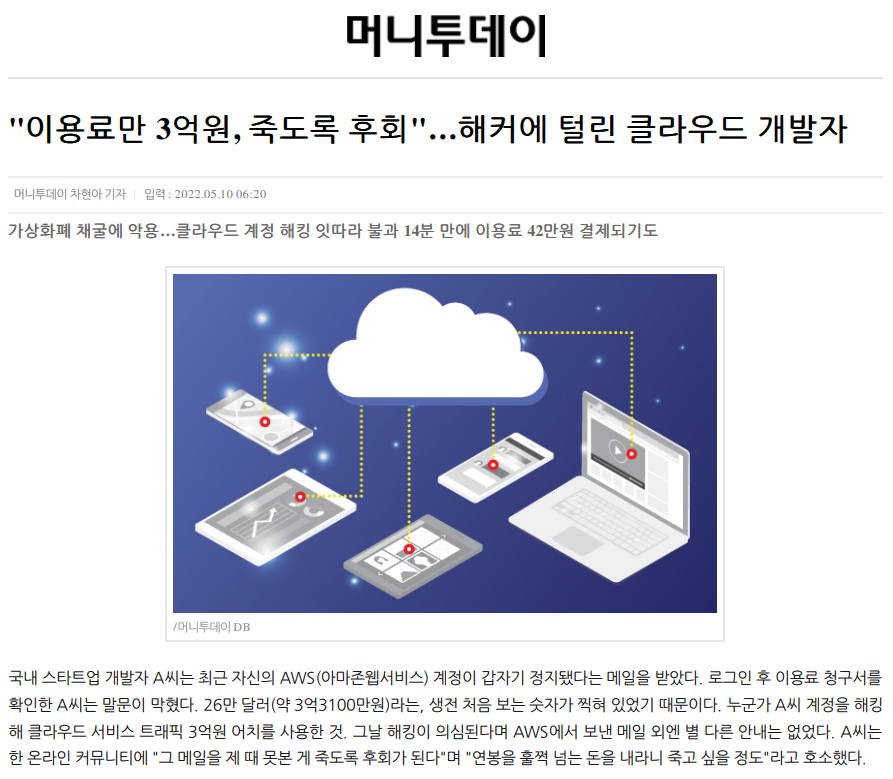 머니투데이
"이용료만 3억원, 죽도록 후회"…해커에 털린 클라우드 개발자
머니투데이 차현아 기자 | 입력 : 2022.05.10 06:20
가상화폐 채굴에 악용…클라우드 계정 해킹 잇따라 불과 14분 만에 이용료 42만원 결제되기도
/머니투데이 DB
국내 스타트업 개발자 A씨는 최근 자신의 AWS(아마존웹서비스) 계정이 갑자기 정지됐다는 메일을 받았다. 로그인 후 이용료 청구서를
확인한 A씨는 말문이 막혔다. 26만 달러(약 3억3100만원)라는, 생전 처음 보는 숫자가 찍혀 있었기 때문이다. 누군가 A씨 계정을 해킹
해 클라우드 서비스 트래픽 3억원 어치를 사용한 것. 그날 해킹이 의심된다며 AWS에서 보낸 메일 외엔 별 다른 안내는 없었다. A씨는
한 온라인 커뮤니티에 "그 메일을 제 때 못본 게 죽도록 후회가 된다"며 "연봉을 훌쩍 넘는 돈을 내라니 죽고 싶을 정도"라고 호소했다.